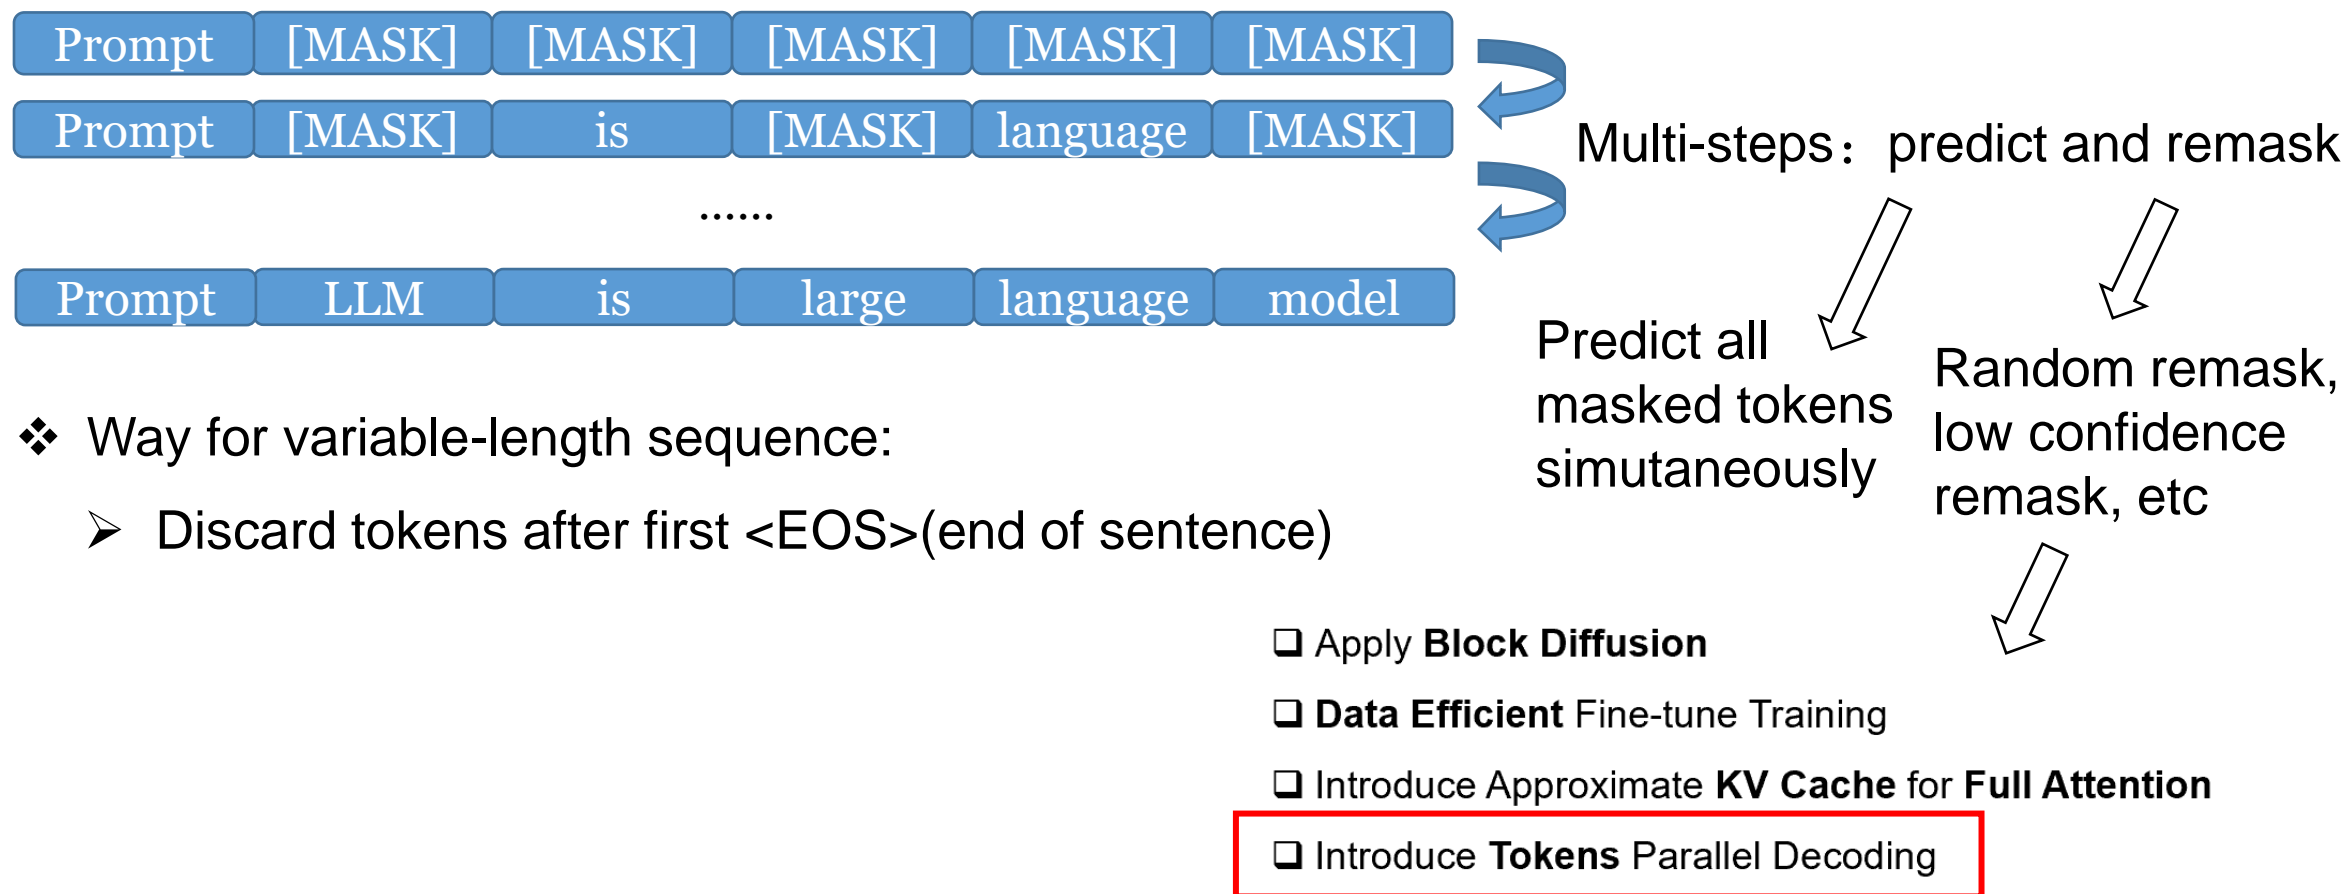 Prompt [MASK] [MASK] [MASK] [MASK] [MASK]
Prompt [MASK] is [MASK] language [MASK]
......
Prompt LLM is large language model
Multi-steps：predict and remask
Predict all
masked tokens
simutaneously
Random remask,
low confidence
remask, etc
❖ Way for variable-length sequence:
➢ Discard tokens after first <EOS>(end of sentence)
❑ Apply Block Diffusion
❑ Data Efficient Fine-tune Training
❑ Introduce Approximate KV Cache for Full Attention
❑ Introduce Tokens Parallel Decoding